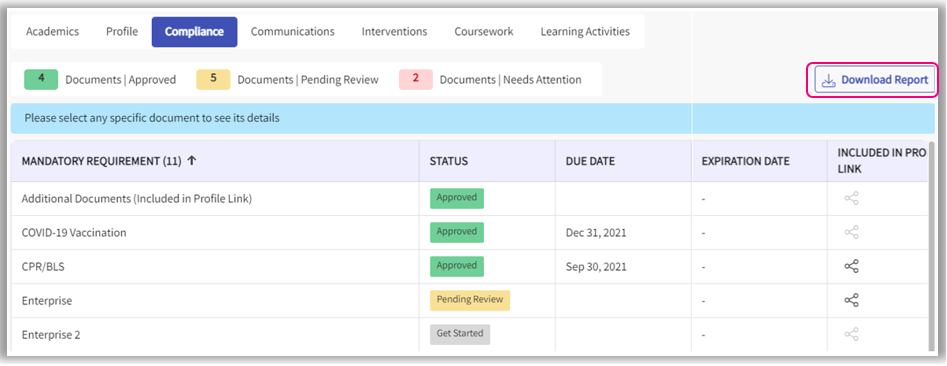 Academics Profile Compliance Communications Interventions Coursework Learning Activities
4 Documents | Approved 5 Documents | Pending Review 2 Documents | Needs Attention Download Report
Please select any specific document to see its details
MANDATORY REQUIREMENT (11) ↑ STATUS DUE DATE EXPIRATION DATE INCLUDED IN PRO
LINK
Additional Documents (Included in Profile Link) Approved -
COVID-19 Vaccination Approved Dec 31, 2021 -
CPR/BLS Approved Sep 30, 2021 -
Enterprise Pending Review -
Enterprise 2 Get Started -